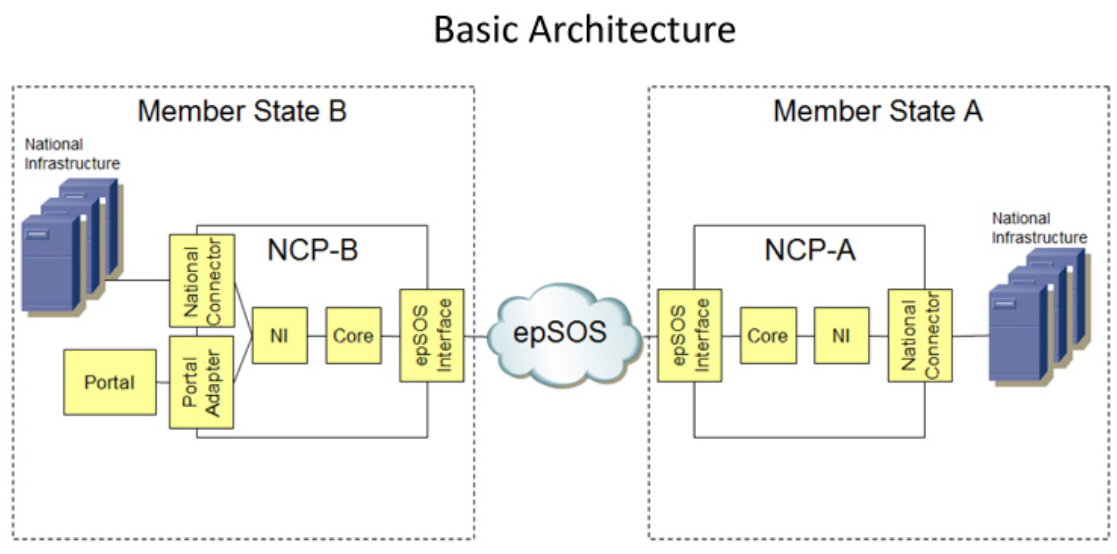 Basic Architecture
Member State B
National
Infrastructure
NCP-B
National
Connector
NI
Core
epSOS
Interface
Portal
Portal
Adapter
epSOS
Member State A
NCP-A
epSOS
Interface
Core
NI
National
Connector
National
Infrastructure